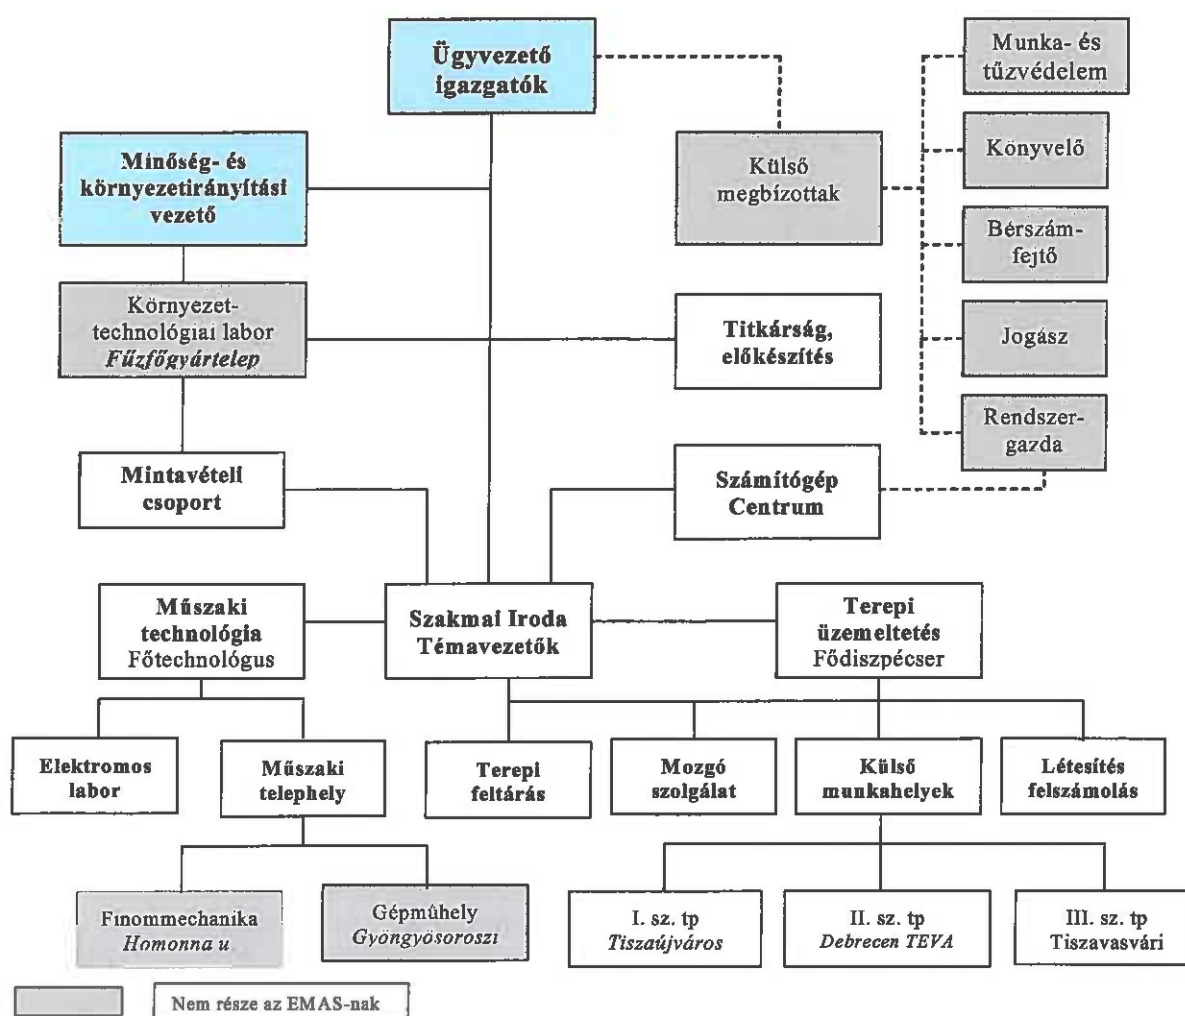 Ügyvezető
igazgatók
Munka- és
tűzvédelem
Minőség- és
környezetirányítási
vezető
Külső
megbízottak
Könyvelő
Bérszám-
fejtő
Környezet-
technológiai labor
Fűzfőgyártelep
Titkárság,
előkészítés
Jogász
Rendszer-
gazda
Mintavételi
csoport
Számítógép
Centrum
Műszaki
technológia
Főtechnológus
Szakmai Iroda
Témavezetők
Terepi
üzemeltetés
Fődiszpécser
Elektromos
labor
Műszaki
telephely
Terepi
feltárás
Mozgó
szolgálat
Külső
munkahelyek
Létesítés
felszámolás
Finommechanika
Homonna u
Gépműhely
Gyöngyösoroszi
I. sz. tp
Tiszaújváros
II. sz. tp
Debrecen TEVA
III. sz. tp
Tiszavasvári
Nem része az EMAS-nak